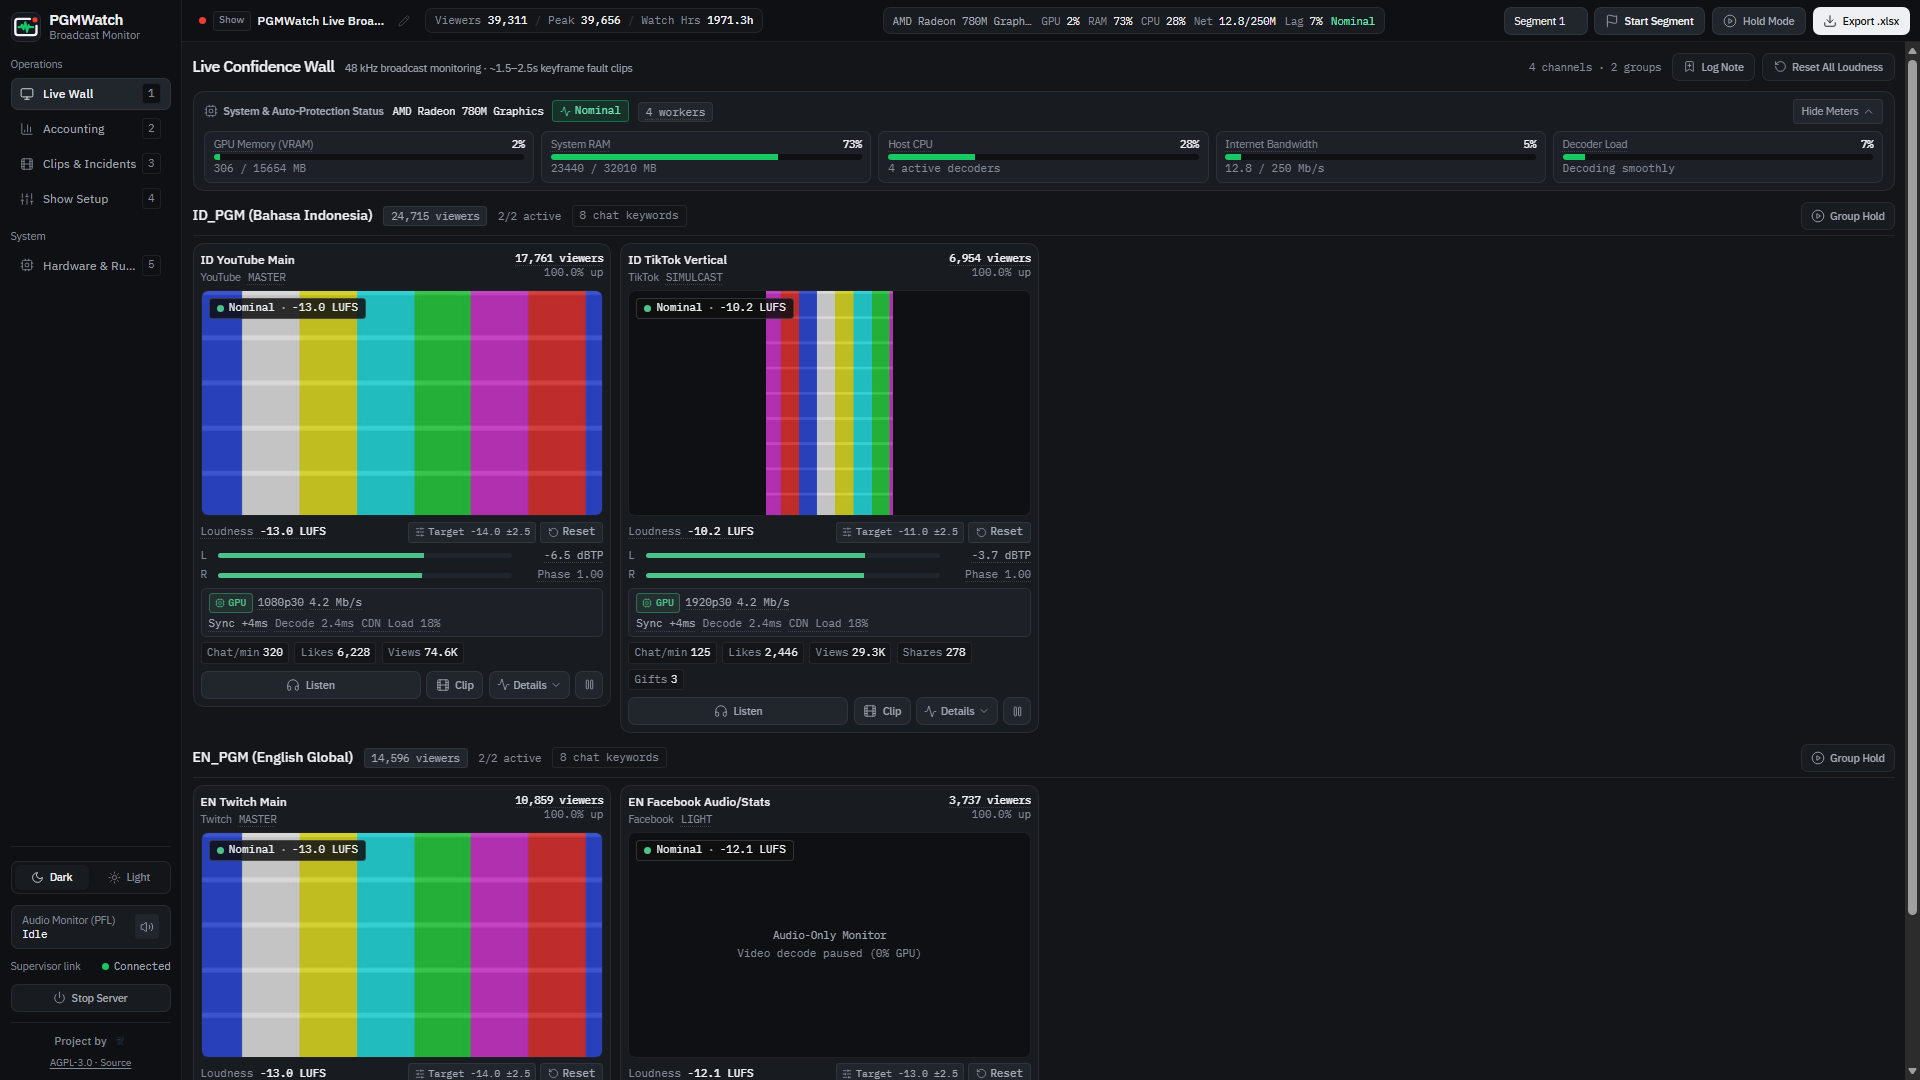 PGMWatch
Broadcast Monitor
Operations
Live Wall 1
Accounting 2
Clips & Incidents 3
Show Setup 4
System
Hardware & Ru... 5
Dark Light
Audio Monitor (PFL)
Idle
Supervisor link Connected
Stop Server
Project by
AGPL-3.0 · Source
Show PGMWatch Live Broa... Viewers 39,311 / Peak 39,656 / Watch Hrs 1971.3h
AMD Radeon 780M Graph... GPU 2% RAM 73% CPU 28% Net 12.8/250M Lag 7% Nominal
Segment 1 Start Segment Hold Mode Export .xlsx
Live Confidence Wall 48 kHz broadcast monitoring · ~1.5–2.5s keyframe fault clips
4 channels · 2 groups Log Note Reset All Loudness
System & Auto-Protection Status AMD Radeon 780M Graphics Nominal 4 workers Hide Meters
GPU Memory (VRAM) 2%
306 / 15654 MB
System RAM 73%
23440 / 32010 MB
Host CPU 28%
4 active decoders
Internet Bandwidth 5%
12.8 / 250 Mb/s
Decoder Load 7%
Decoding smoothly
ID_PGM (Bahasa Indonesia) 24,715 viewers 2/2 active 8 chat keywords Group Hold
ID YouTube Main 17,761 viewers
YouTube MASTER 100.0% up
Nominal · -13.0 LUFS
Loudness -13.0 LUFS Target -14.0 ±2.5 Reset
L -6.5 dBTP
R Phase 1.00
GPU 1080p30 4.2 Mb/s
Sync +4ms Decode 2.4ms CDN Load 18%
Chat/min 320 Likes 6,228 Views 74.6K
Listen Clip Details
ID TikTok Vertical 6,954 viewers
TikTok SIMULCAST 100.0% up
Nominal · -10.2 LUFS
Loudness -10.2 LUFS Target -11.0 ±2.5 Reset
L -3.7 dBTP
R Phase 1.00
GPU 1920p30 4.2 Mb/s
Sync +4ms Decode 2.4ms CDN Load 18%
Chat/min 125 Likes 2,446 Views 29.3K Shares 278
Gifts 3
Listen Clip Details
EN_PGM (English Global) 14,596 viewers 2/2 active 8 chat keywords Group Hold
EN Twitch Main 10,859 viewers
Twitch MASTER 100.0% up
Nominal · -13.0 LUFS
Loudness -13.0 LUFS Target -14.0 ±2.5 Reset
EN Facebook Audio/Stats 3,737 viewers
Facebook LIGHT 100.0% up
Nominal · -12.1 LUFS
Audio-Only Monitor
Video decode paused (0% GPU)
Loudness -12.1 LUFS Target -13.0 ±2.5 Reset